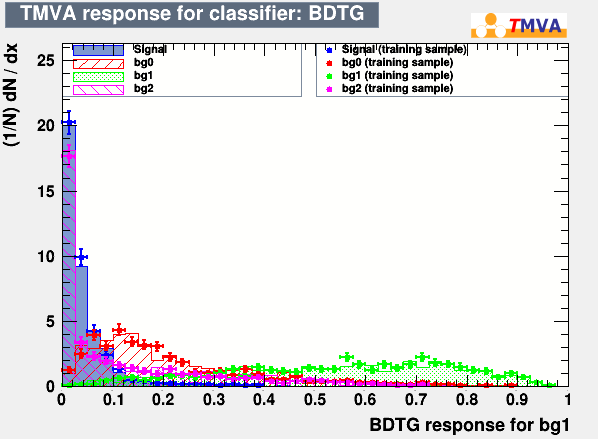 TMVA response for classifier: BDTG
TMVA
(1/N) dN / dx
Signal
bg0
bg1
bg2
Signal (training sample)
bg0 (training sample)
bg1 (training sample)
bg2 (training sample)
25
20
15
10
5
0
0 0.1 0.2 0.3 0.4 0.5 0.6 0.7 0.8 0.9 1
BDTG response for bg1